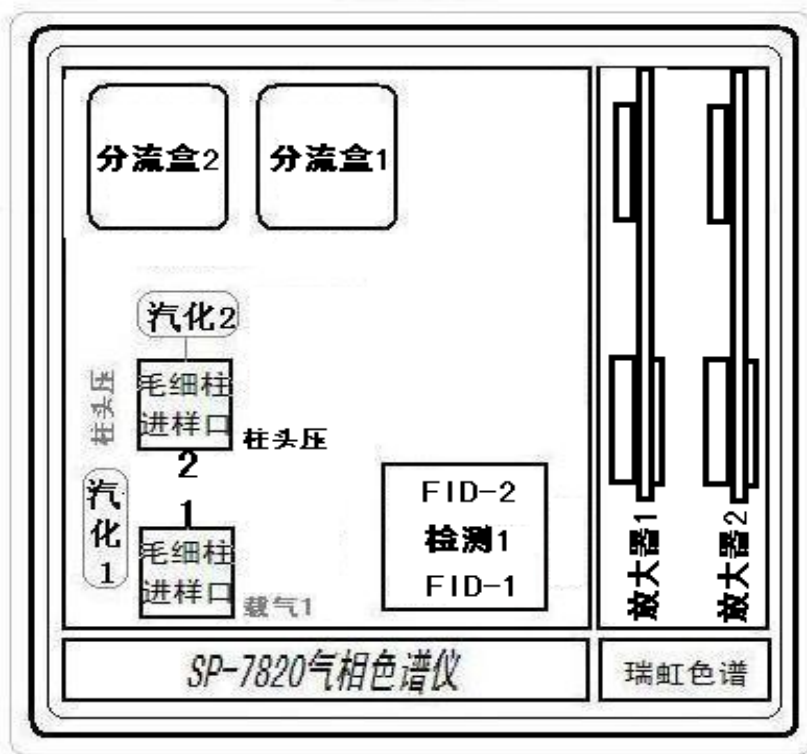 分流盒2
分流盒1
汽化2
柱头压
毛细柱
进样口
2
柱头压
汽化1
1
毛细柱
进样口
载气1
FID-2
检测1
FID-1
放大器1
放大器2
SP-7820气相色谱仪
瑞虹色谱